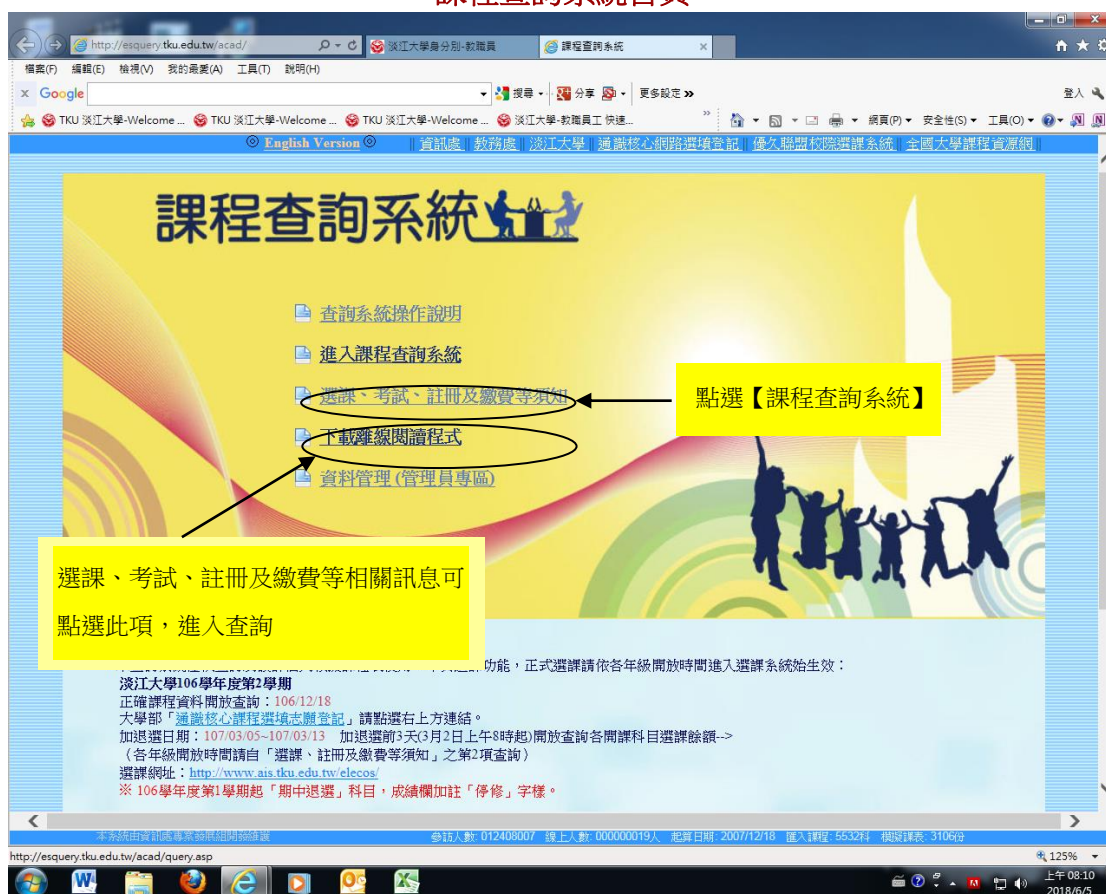 課程查詢系統首頁
http://esquery.tku.edu.tw/acad/
淡江大學身分別-教職員
課程查詢系統
檔案(F) 編輯(E) 檢視(V) 我的最愛(A) 工具(T) 說明(H)
x Google 搜尋 分享 更多設定 » 登入
TKU 淡江大學-Welcome ... TKU 淡江大學-Welcome ... TKU 淡江大學-Welcome ... 淡江大學-教職員工 快速... » 網頁(P) 安全性(S) 工具(O)
◎ English Version ◎ || 資訊處 || 教務處 || 淡江大學 || 通識核心網路選填登記 || 優久聯盟校際選課系統 || 全國大學課程資源網 ||
課程查詢系統
查詢系統操作說明
進入課程查詢系統
選課、考試、註冊及繳費等須知
點選【課程查詢系統】
下載離線閱讀程式
資料管理 (管理員專區)
選課、考試、註冊及繳費等相關訊息可
點選此項，進入查詢
功能，正式選課請依各年級開放時間進入選課系統始生效：
淡江大學106學年度第2學期
正確課程資料開放查詢：106/12/18
大學部「通識核心課程選填志願登記」請點選右上方連結。
加退選日期：107/03/05~107/03/13 加退選前3天(3月2日上午8時起)開放查詢各開課科目選課餘額-->
（各年級開放時間請自「選課、註冊及繳費等須知」之第2項查詢）
選課網址：http://www.ais.tku.edu.tw/elecos/
※ 106學年度第1學期起「期中退選」科目，成績欄加註「停修」字樣。
本系統由資訊處專案發展組開發維護 參訪人數: 012408007 線上人數: 000000019人 起算日期: 2007/12/18 匯入課程: 5532科 模擬課表: 3106份
http://esquery.tku.edu.tw/acad/query.asp 125%
上午 08:10
2018/6/5